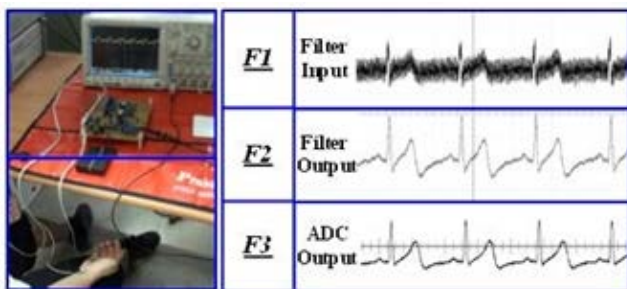 F1
Filter
Input
F2
Filter
Output
F3
ADC
Output